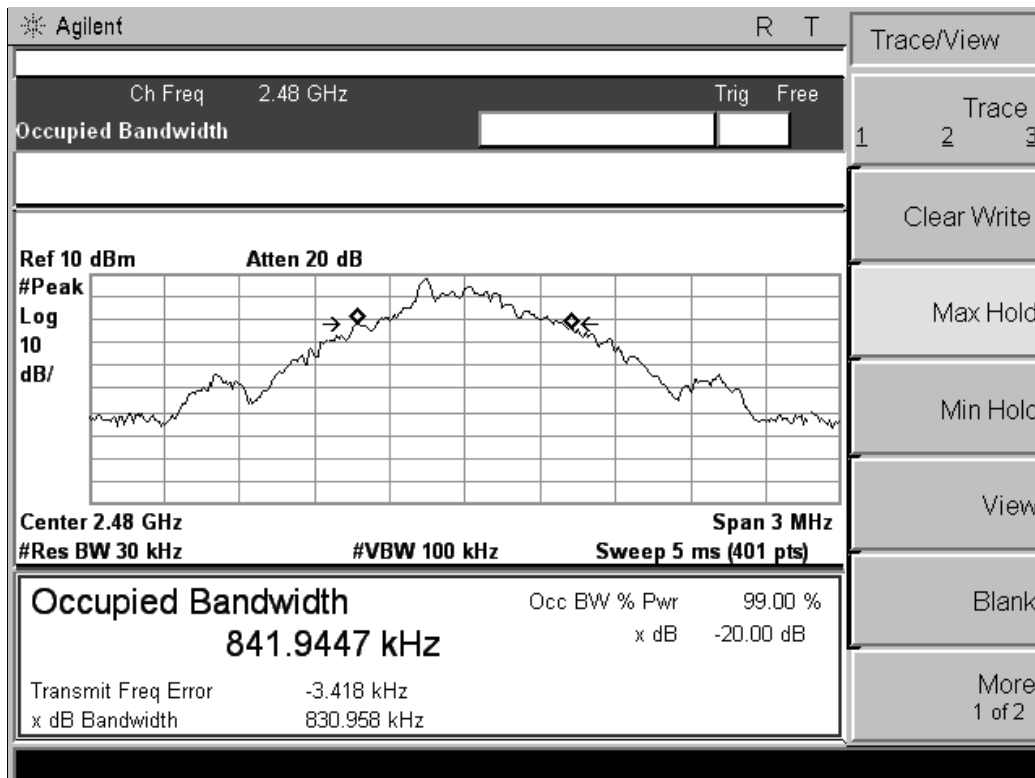 Agilent R T
Ch Freq 2.48 GHz Trig Free
Occupied Bandwidth
Ref 10 dBm Atten 20 dB
#Peak
Log
10
dB/
Center 2.48 GHz Span 3 MHz
#Res BW 30 kHz #VBW 100 kHz Sweep 5 ms (401 pts)
Occupied Bandwidth
841.9447 kHz
Occ BW % Pwr 99.00 %
x dB -20.00 dB
Transmit Freq Error -3.418 kHz
x dB Bandwidth 830.958 kHz
Trace/View
Trace
1 2 3
Clear Write
Max Hold
Min Hold
View
Blank
More
1 of 2